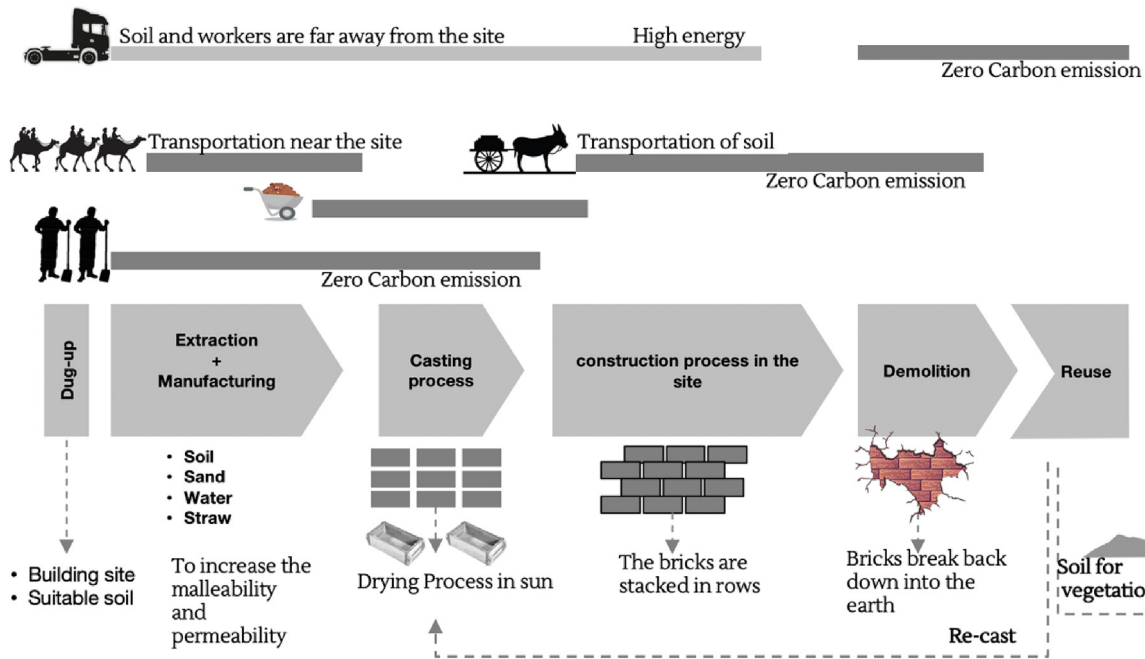 Soil and workers are far away from the site
High energy
Zero Carbon emission
Transportation near the site
Transportation of soil
Zero Carbon emission
Zero Carbon emission
Dug-up
Extraction
+
Manufacturing
Casting
process
construction process in the
site
Demolition
Reuse
• Soil
• Sand
• Water
• Straw
• Building site
• Suitable soil
To increase the
malleability
and
permeability
Drying Process in sun
The bricks are
stacked in rows
Bricks break back
down into the
earth
Soil for
vegetatio
Re-cast